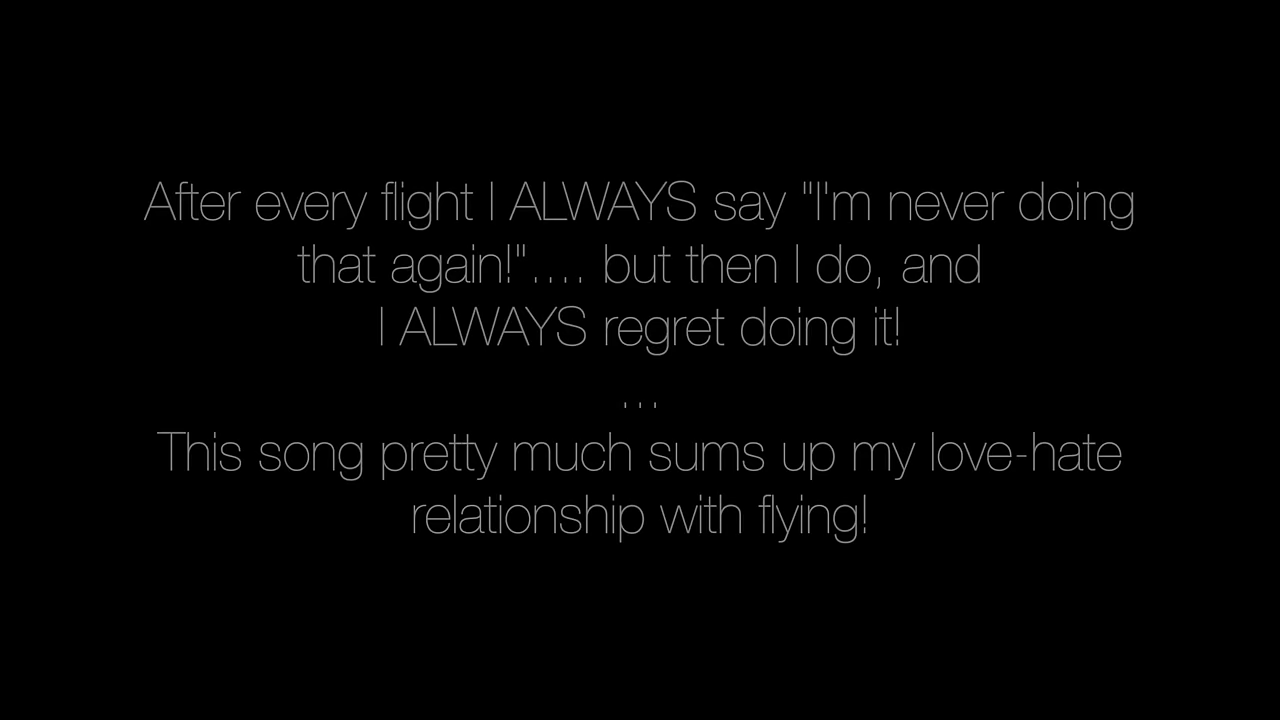 After every flight I ALWAYS say "I'm never doing
that again!".... but then I do, and
I ALWAYS regret doing it!
...
This song pretty much sums up my love-hate
relationship with flying!